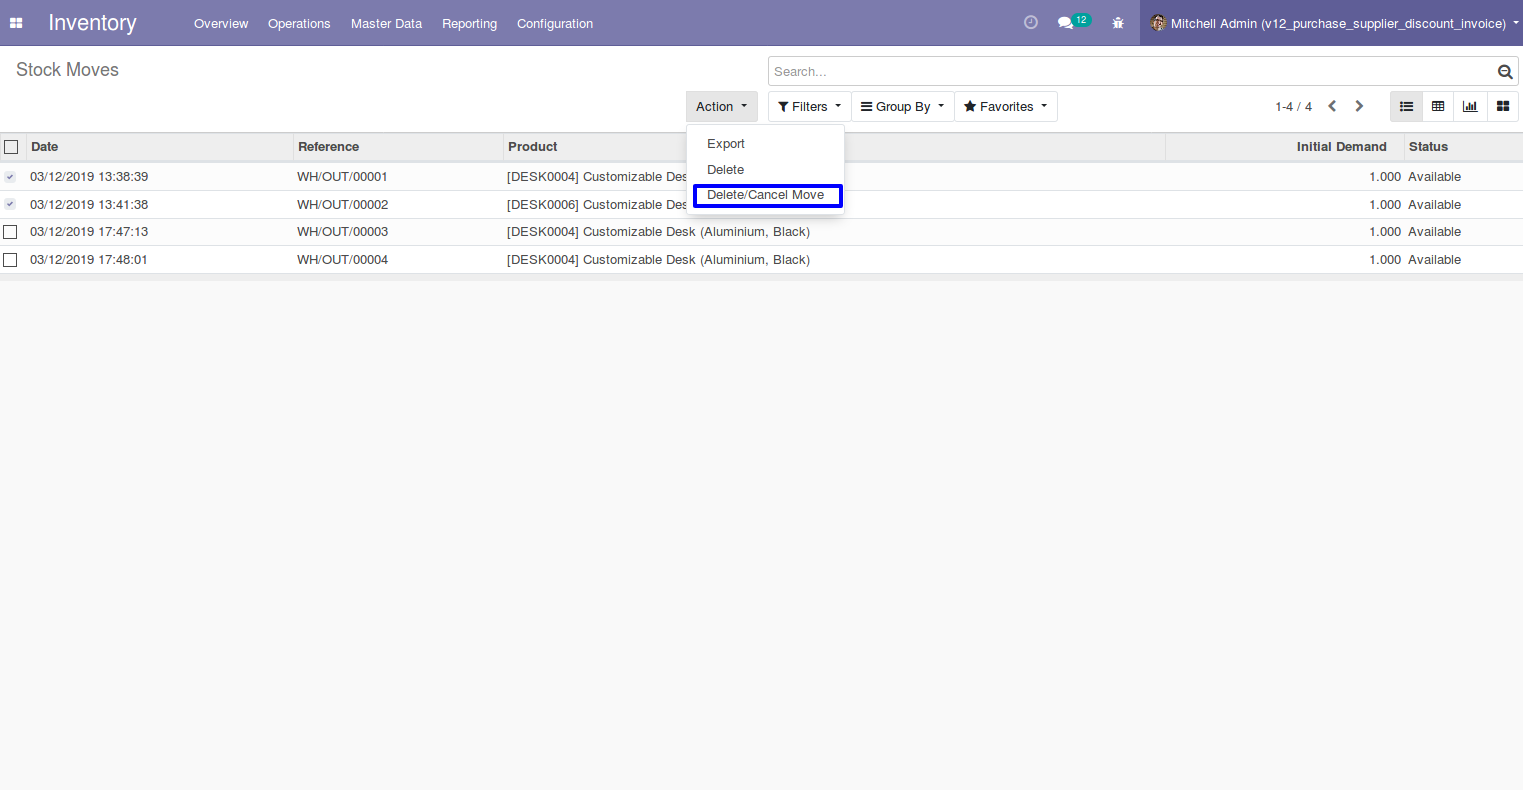 Inventory Overview Operations Master Data Reporting Configuration 12 Mitchell Admin (v12_purchase_supplier_discount_invoice)
Stock Moves
Search...
Action Filters Group By Favorites 1-4 / 4
Export
Delete
Delete/Cancel Move
Date Reference Product Initial Demand Status
03/12/2019 13:38:39 WH/OUT/00001 [DESK0004] Customizable Des 1.000 Available
03/12/2019 13:41:38 WH/OUT/00002 [DESK0006] Customizable Des 1.000 Available
03/12/2019 17:47:13 WH/OUT/00003 [DESK0004] Customizable Desk (Aluminium, Black) 1.000 Available
03/12/2019 17:48:01 WH/OUT/00004 [DESK0004] Customizable Desk (Aluminium, Black) 1.000 Available